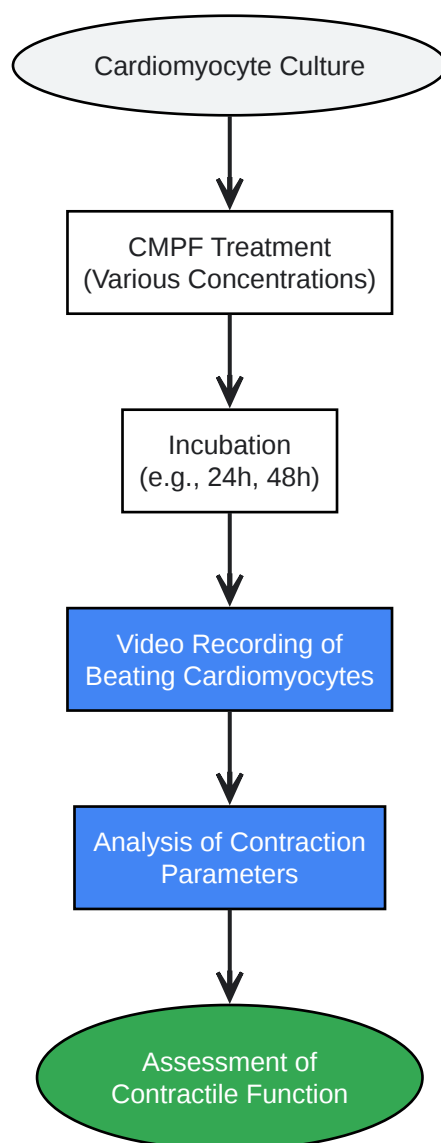 Cardiomyocyte Culture
CMPF Treatment
(Various Concentrations)
Incubation
(e.g., 24h, 48h)
Video Recording of
Beating Cardiomyocytes
Analysis of Contraction
Parameters
Assessment of
Contractile Function